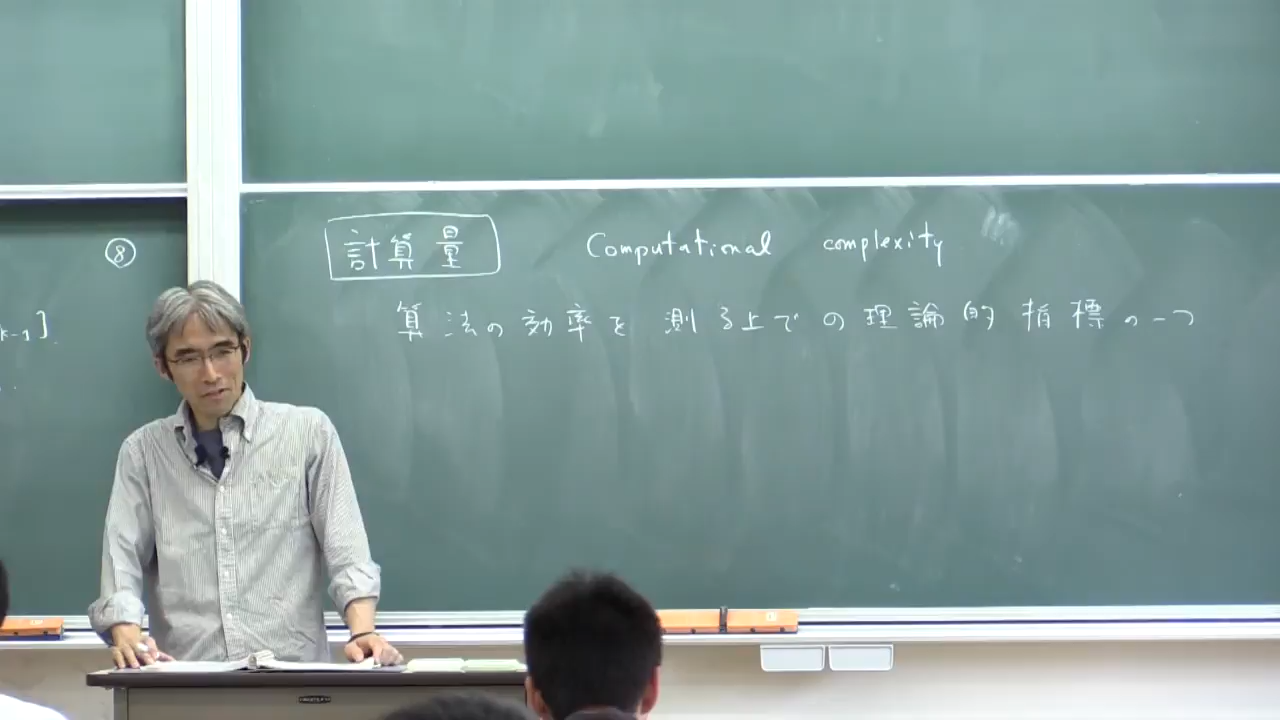 ⑧
k-1].
計算量 Computational complexity
算法の効率を測る上での理論的指標の一つ